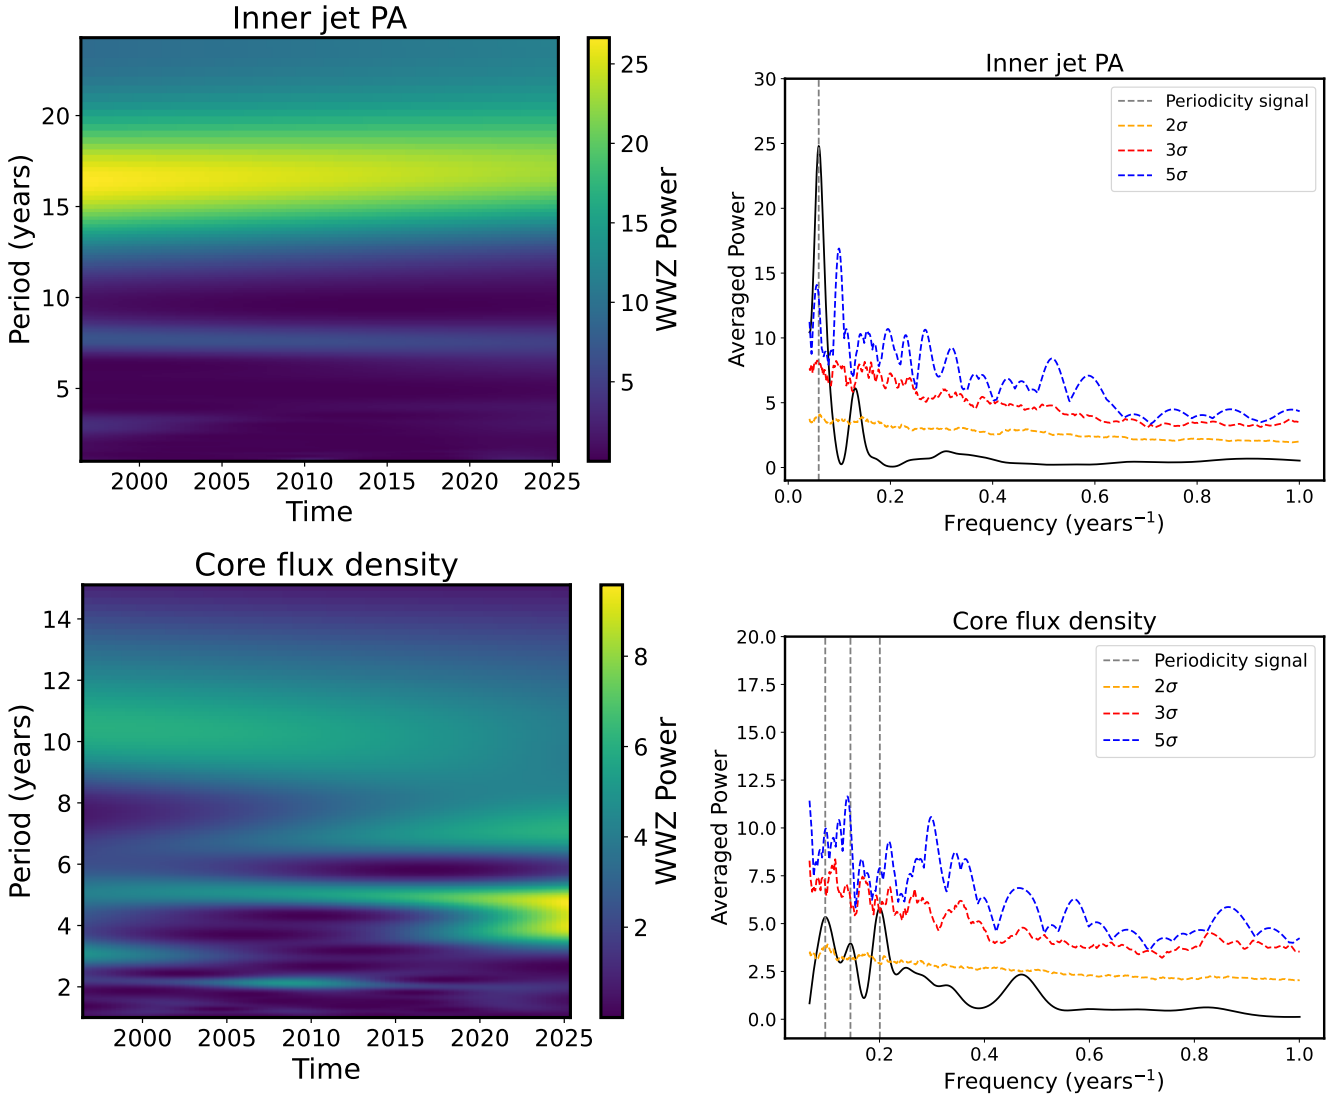 Inner jet PA
20
15
10
5
Period (years)
2000 2005 2010 2015 2020 2025
Time
25
20
15
10
5
WWZ Power
Inner jet PA
30
25
20
15
10
5
0
Averaged Power
0.0 0.2 0.4 0.6 0.8 1.0
Frequency (years⁻¹)
Periodicity signal
2σ
3σ
5σ
Core flux density
14
12
10
8
6
4
2
Period (years)
2000 2005 2010 2015 2020 2025
Time
8
6
4
2
WWZ Power
Core flux density
20.0
17.5
15.0
12.5
10.0
7.5
5.0
2.5
0.0
Averaged Power
0.2 0.4 0.6 0.8 1.0
Frequency (years⁻¹)
Periodicity signal
2σ
3σ
5σ